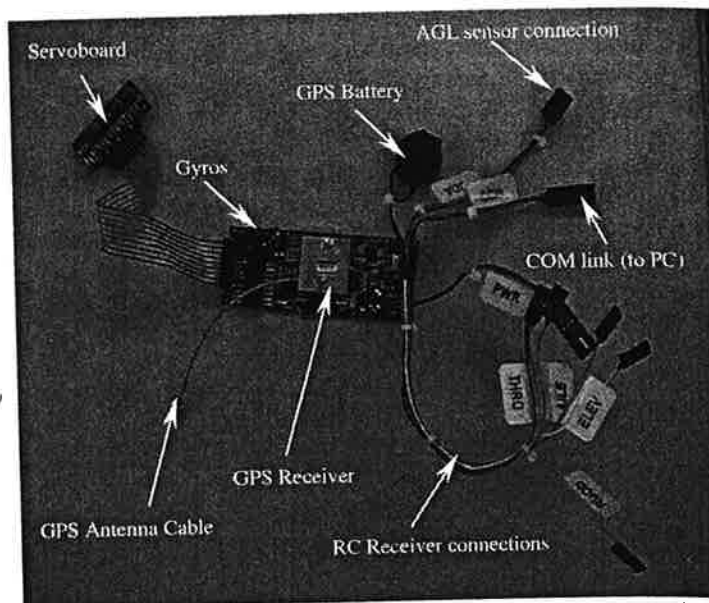 AGL sensor connection
Servoboard
GPS Battery
Gyros
COM link (to PC)
PWR
THRO
ELEV
GPS Receiver
GPS Antenna Cable
RC Receiver connections